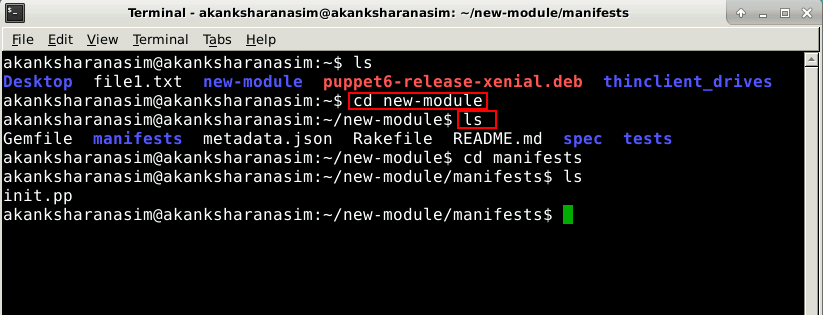 Terminal - akanksharanasim@akanksharanasim: ~/new-module/manifests
File Edit View Terminal Tabs Help
akanksharanasim@akanksharanasim:~$ ls
Desktop file1.txt new-module puppet6-release-xenial.deb thinclient_drives
akanksharanasim@akanksharanasim:~$ cd new-module
akanksharanasim@akanksharanasim:~/new-module$ ls
Gemfile manifests metadata.json Rakefile README.md spec tests
akanksharanasim@akanksharanasim:~/new-module$ cd manifests
akanksharanasim@akanksharanasim:~/new-module/manifests$ ls
init.pp
akanksharanasim@akanksharanasim:~/new-module/manifests$